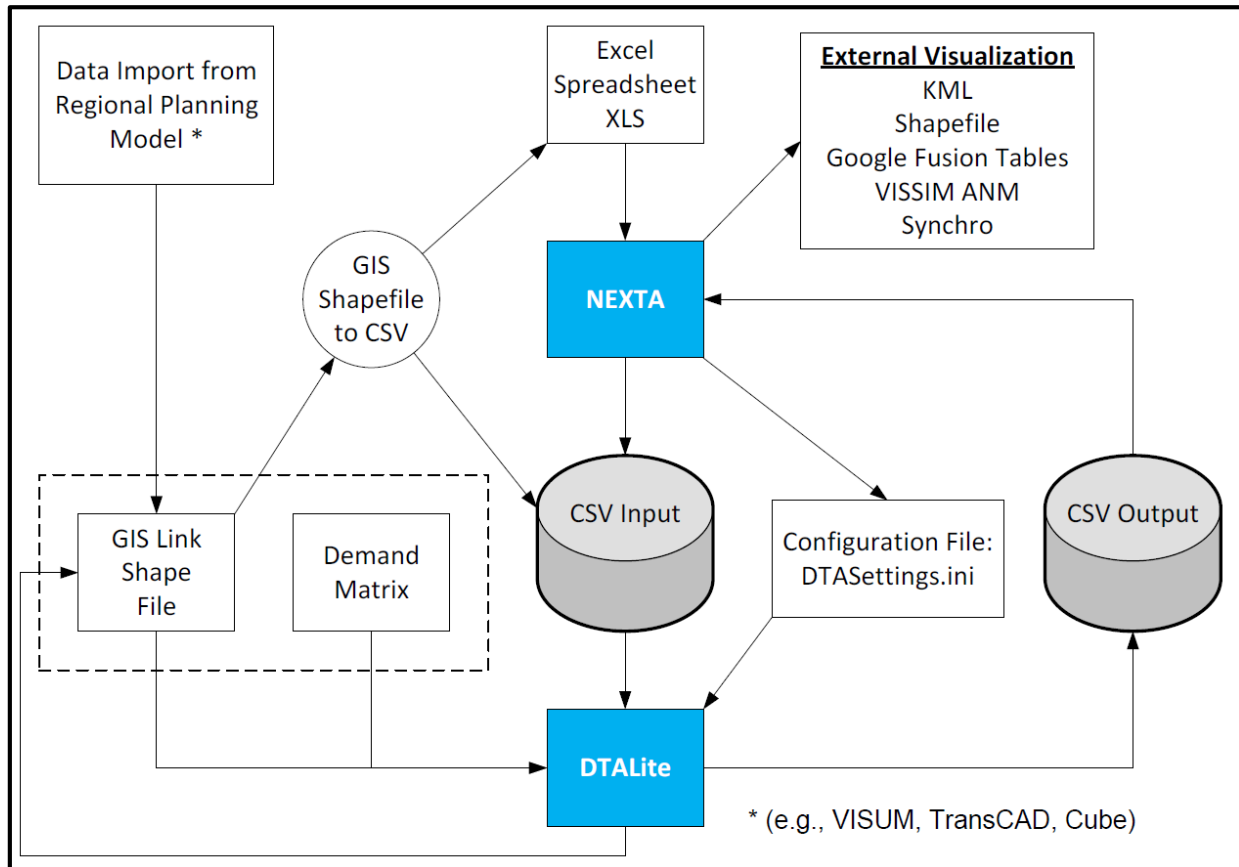 Data Import from
Regional Planning
Model *
Excel
Spreadsheet
XLS
External Visualization
KML
Shapefile
Google Fusion Tables
VISSIM ANM
Synchro
GIS
Shapefile
to CSV
NEXTA
GIS Link
Shape
File
Demand
Matrix
CSV Input
Configuration File:
DTASettings.ini
CSV Output
DTALite
* (e.g., VISUM, TransCAD, Cube)